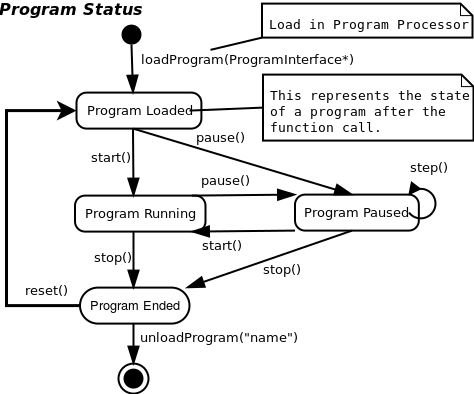 Program Status
Load in Program Processor
loadProgram(ProgramInterface*)
This represents the state
of a program after the
function call.
Program Loaded
pause()
start()
step()
pause()
Program Running
Program Paused
start()
stop()
stop()
reset()
Program Ended
unloadProgram("name")